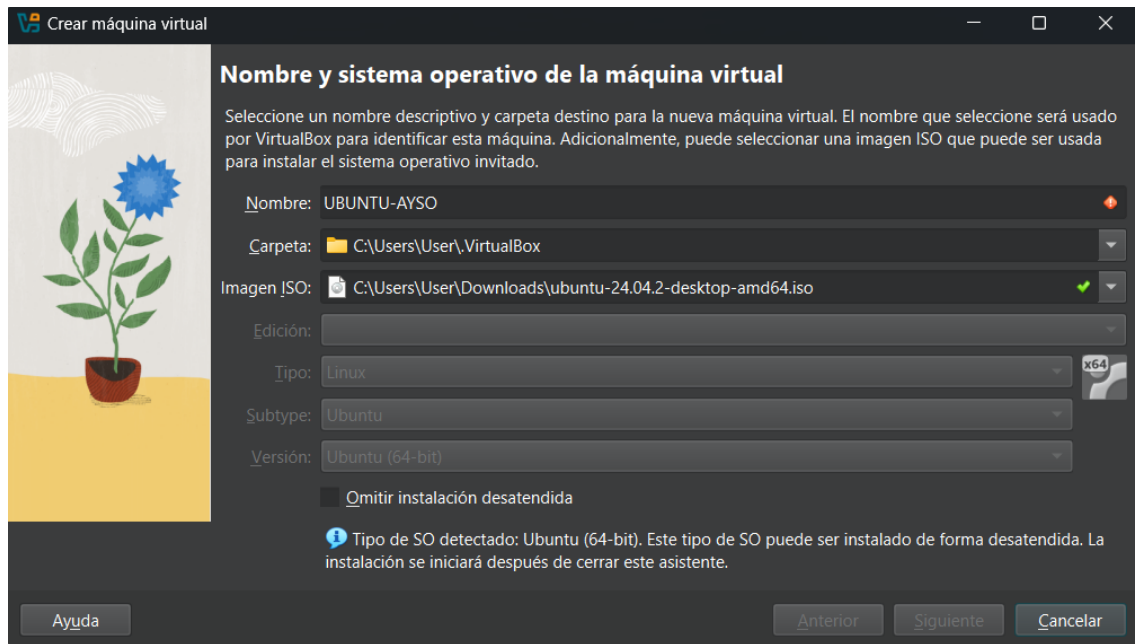 Crear máquina virtual
Nombre y sistema operativo de la máquina virtual
Seleccione un nombre descriptivo y carpeta destino para la nueva máquina virtual. El nombre que seleccione será usado
por VirtualBox para identificar esta máquina. Adicionalmente, puede seleccionar una imagen ISO que puede ser usada
para instalar el sistema operativo invitado.
Nombre: UBUNTU-AYSO
Carpeta: C:\Users\User\.VirtualBox
Imagen ISO: C:\Users\User\Downloads\ubuntu-24.04.2-desktop-amd64.iso
Edición:
Tipo: Linux x64
Subtype: Ubuntu
Versión: Ubuntu (64-bit)
Omitir instalación desatendida
Tipo de SO detectado: Ubuntu (64-bit). Este tipo de SO puede ser instalado de forma desatendida. La
instalación se iniciará después de cerrar este asistente.
Ayuda Anterior Siguiente Cancelar